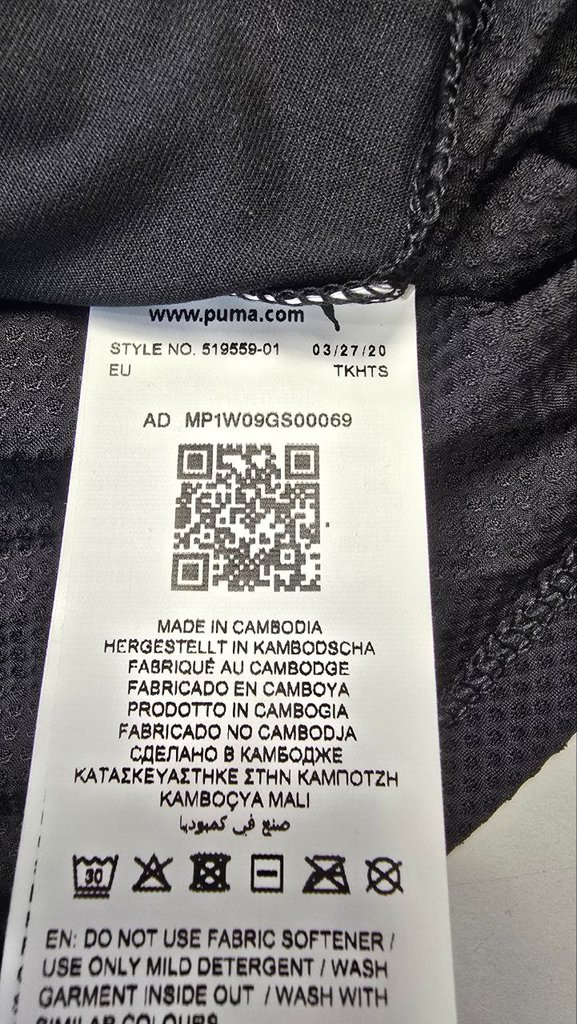 www.puma.com
STYLE NO. 519559-01 03/27/20
EU TKHTS
AD MP1W09GS00069
MADE IN CAMBODIA
HERGESTELLT IN KAMBODSCHA
FABRIQUÉ AU CAMBODGE
FABRICADO EN CAMBOYA
PRODOTTO IN CAMBOGIA
FABRICADO NO CAMBODJA
СДЕЛАНО В КАМБОДЖЕ
ΚΑΤΑΣΚΕΥΑΣΤΗΚΕ ΣΤΗΝ ΚΑΜΠΟΤΖΗ
KAMBOÇYA MALI
صنع في كمبوديا
30
EN: DO NOT USE FABRIC SOFTENER /
USE ONLY MILD DETERGENT / WASH
GARMENT INSIDE OUT / WASH WITH
SIMILAR COLOURS